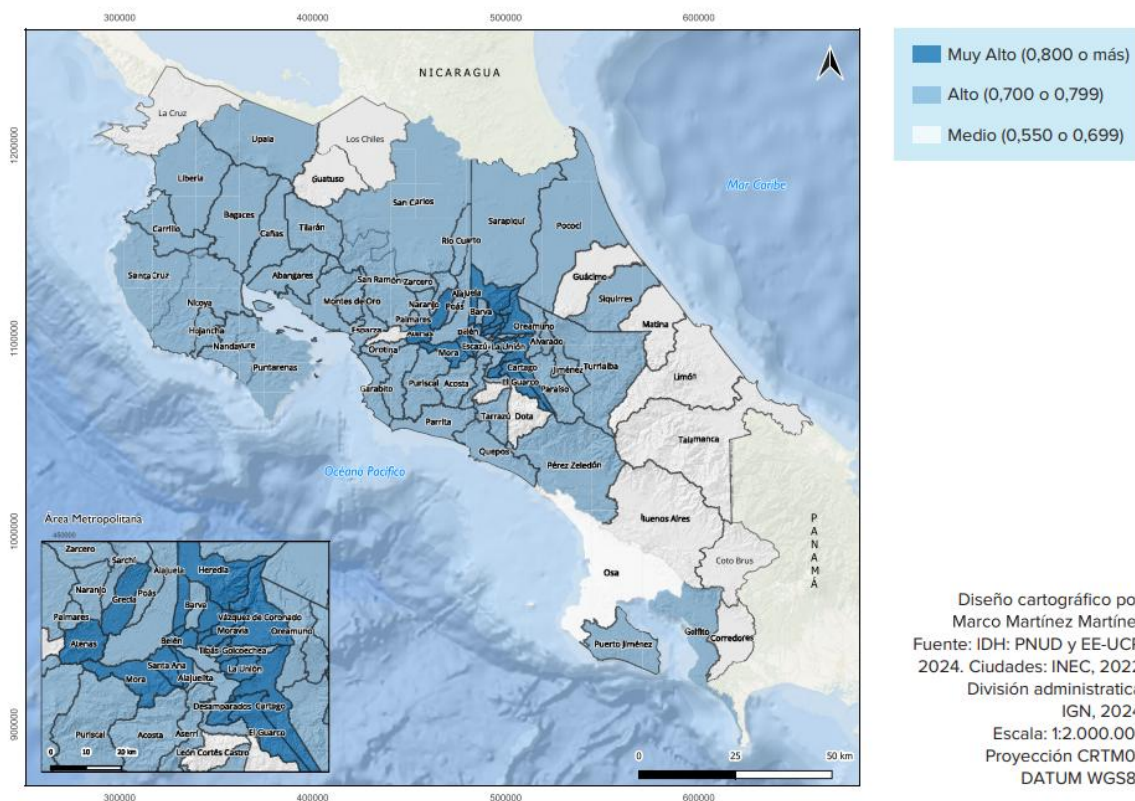 300000 400000 500000 600000
NICARAGUA
La Cruz
Los Chiles
Upala
1200000
Guatuso
Liberia
Mar Caribe
San Carlos
Bagaces
Sarapiquí
Pococí
Tilarán
Carrillo
Cañas
Río Cuarto
Santa Cruz
Abangares
San Ramón Zarcero
Guácimo
Alajuela
Siquirres
Nicoya
Montes de Oro
Naranjo
Poás
Barva
Palmares
Matina
Hojancha
Esparza
Atenas
Belén
Oreamuno
1100000
Nandayure
Orotina
Escazú
La Unión
Alvarado
Mora
Puntarenas
Cartago
Jiménez
Turrialba
Limón
Garabito
Puriscal
Acosta
El Guarco
Paraíso
Parrita
Tarrazú
Dota
Talamanca
Quepos
Pérez Zeledón
Océano Pacífico
Buenos Aires
PANAMÁ
1000000
Coto Brus
Osa
Golfito
Puerto Jiménez
Corredores
900000
Área Metropolitana
Zarcero
Sarchí
Alajuela
Heredia
Naranjo
Grecia
Poás
Barva
Palmares
Vázquez de Coronado
Moravia
Oreamuno
Atenas
Belén
Tibás
Goicoechea
Santa Ana
La Unión
Mora
Alajuelita
Desamparados
Cartago
Puriscal
Acosta
Aserrí
El Guarco
León Cortés Castro
0 10 20 km
0 25 50 km
300000 400000 500000 600000
Muy Alto (0,800 o más)
Alto (0,700 o 0,799)
Medio (0,550 o 0,699)
Diseño cartográfico po
Marco Martínez Martíne
Fuente: IDH: PNUD y EE-UCR
2024. Ciudades: INEC, 2022
División administratica
IGN, 2024
Escala: 1:2.000.00
Proyección CRTM0
DATUM WGS8